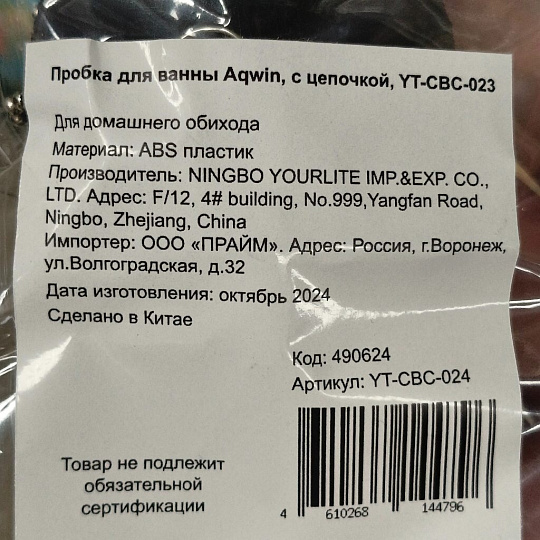 Пробка для ванны Aqwin, с цепочкой, YT-CBC-023
Для домашнего обихода
Материал: ABS пластик
Производитель: NINGBO YOURLITE IMP.&EXP. CO.,
LTD. Адрес: F/12, 4# building, No.999,Yangfan Road,
Ningbo, Zhejiang, China
Импортер: ООО «ПРАЙМ». Адрес: Россия, г.Воронеж,
ул.Волгоградская, д.32
Дата изготовления: октябрь 2024
Сделано в Китае
Код: 490624
Артикул: YT-CBC-024
Товар не подлежит
обязательной
сертификации
4 610268 144796